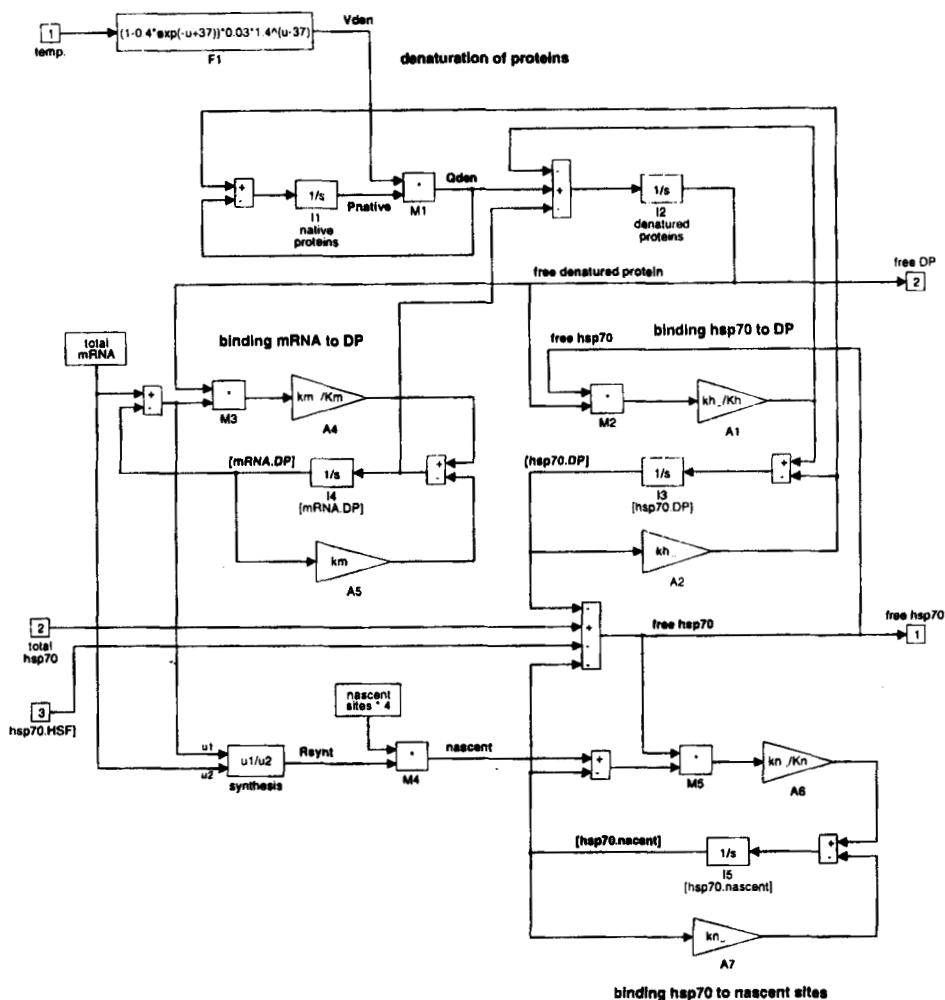 Vden
1
temp.
(1-0.4*exp(-u+37))*0.03*1.4^(u-37)
F1
denaturation of proteins
+
-
1/s
I1
native
proteins
Pnative
*
M1
Qden
-
+
-
1/s
I2
denatured
proteins
free denatured protein
free DP
2
total
mRNA
binding mRNA to DP
free hsp70
binding hsp70 to DP
+
-
*
M3
km_/Km
A4
*
M2
kh_/Kh
A1
[mRNA.DP]
1/s
I4
[mRNA.DP]
+
-
[hsp70.DP]
1/s
I3
[hsp70.DP]
+
-
km
A5
kh_
A2
2
total
hsp70
-
+
-
-
free hsp70
free hsp70
1
3
hsp70.HSF]
nascent
sites * 4
u1
u2
u1/u2
synthesis
Rsynt
*
M4
nascent
+
-
*
M5
kn_/Kn
A6
[hsp70.nacent]
1/s
I5
[hsp70.nascent]
+
-
kn_
A7
binding hsp70 to nascent sites